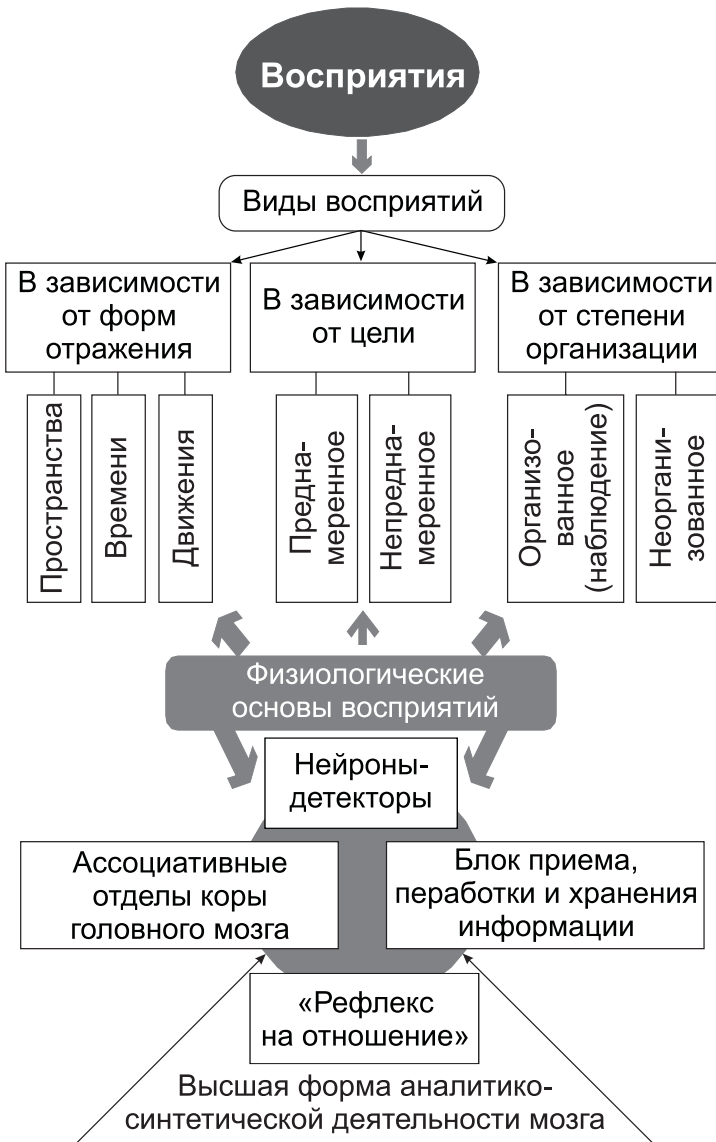 Восприятия
Виды восприятий
В зависимости
от форм
отражения
В зависимости
от цели
В зависимости
от степени
организации
Пространства
Времени
Движения
Предна-
меренное
Непредна-
меренное
Организо-
ванное
(наблюдение)
Неоргани-
зованное
Физиологические
основы восприятий
Нейроны-
детекторы
Ассоциативные
отделы коры
головного мозга
Блок приема,
пеработки и хранения
информации
«Рефлекс
на отношение»
Высшая форма аналитико-
синтетической деятельности мозга